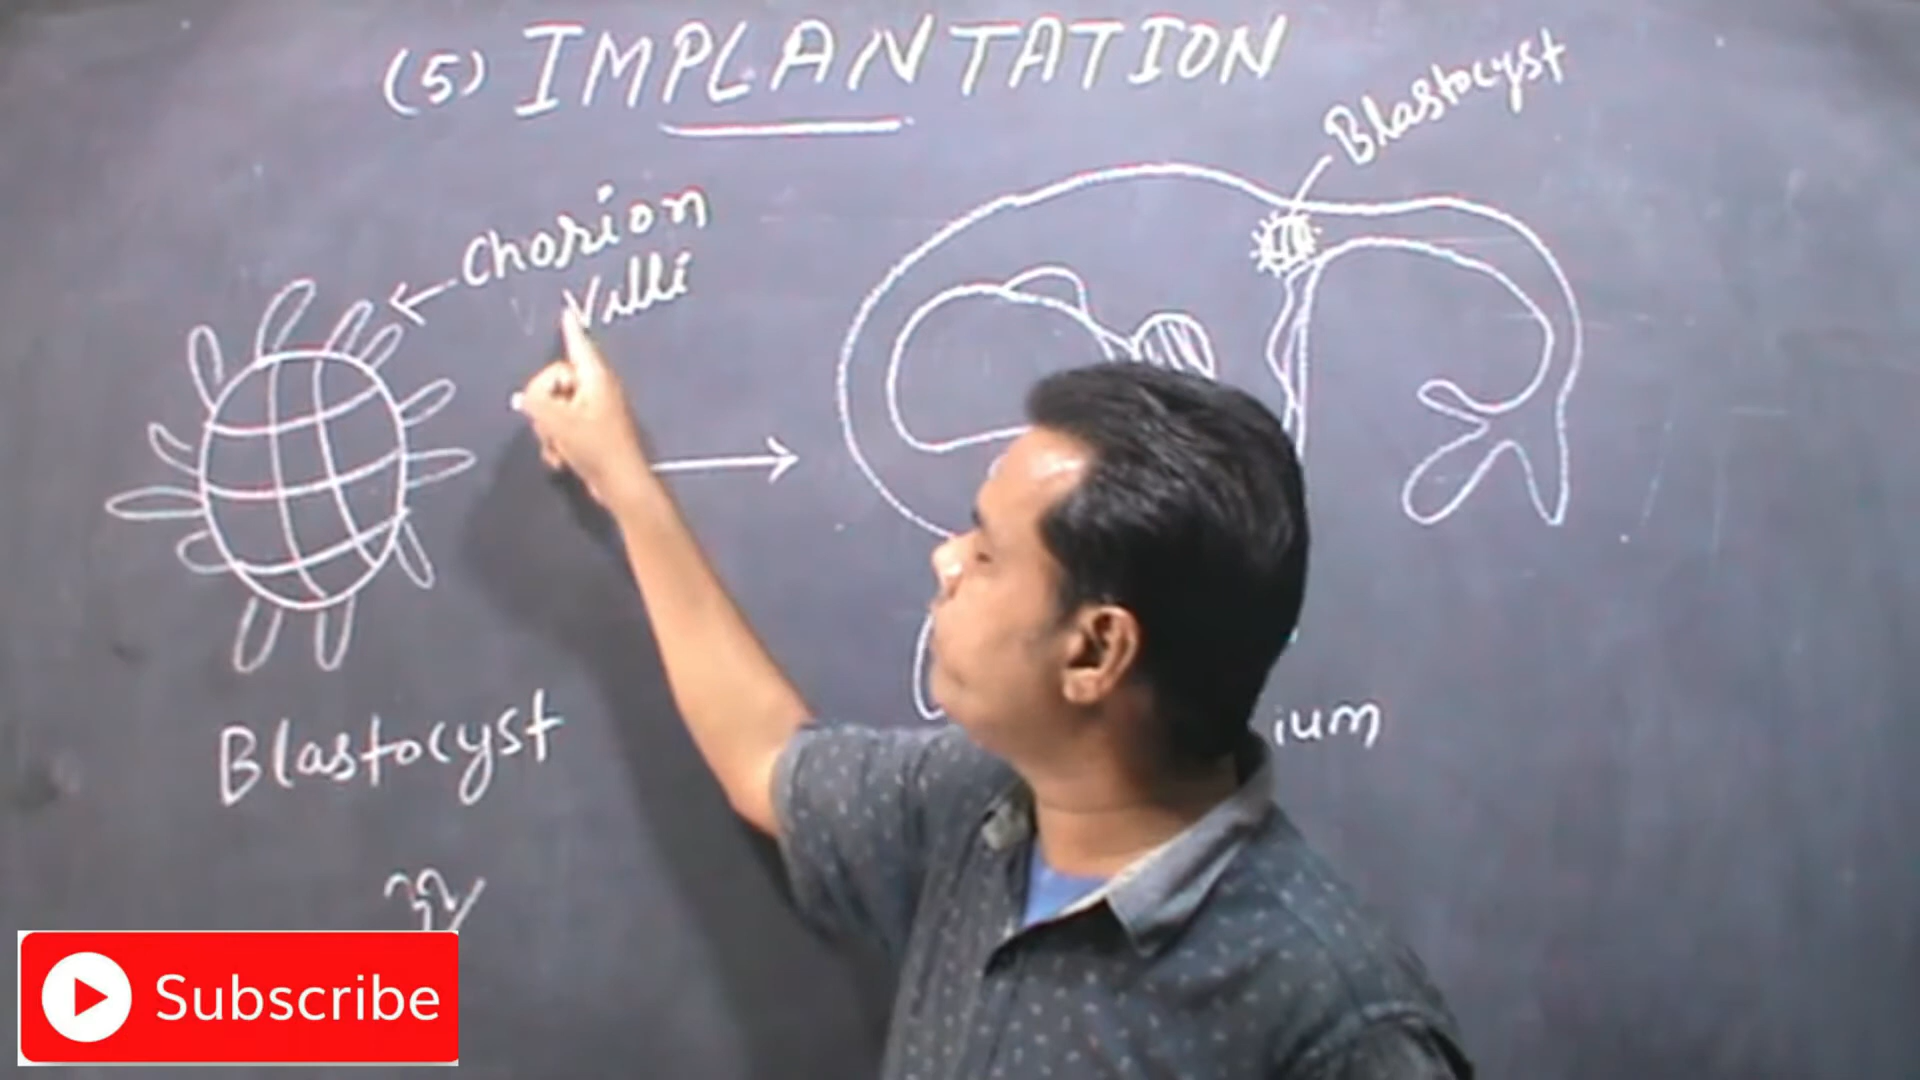 (5) IMPLANTATION
Blastocyst
Chorion
Villi
Blastocyst
ium
Subscribe